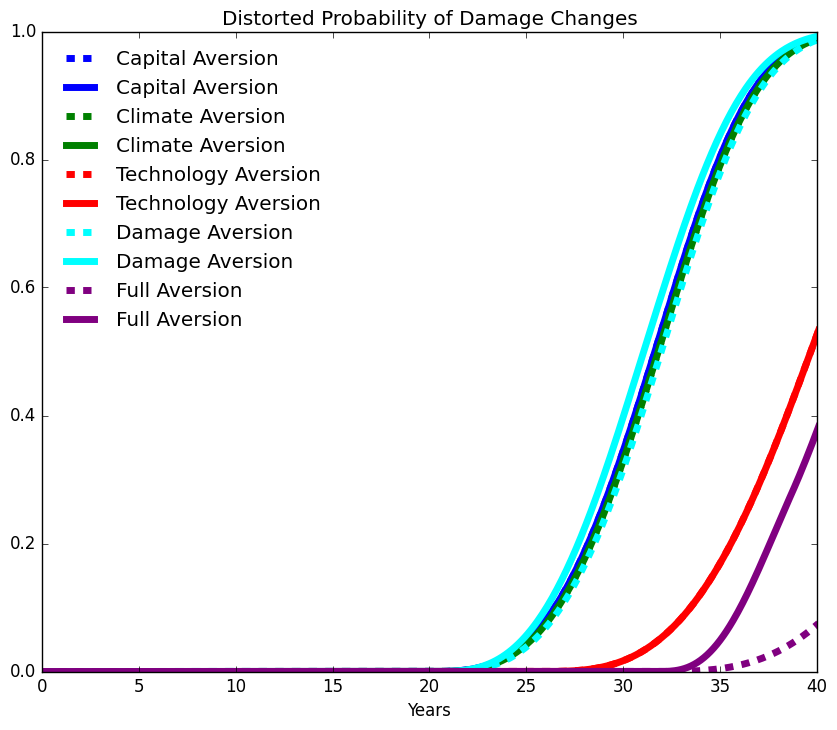 Distorted Probability of Damage Changes
1.0
Capital Aversion
Capital Aversion
Climate Aversion
Climate Aversion
0.8
Technology Aversion
Technology Aversion
Damage Aversion
Damage Aversion
0.6
Full Aversion
Full Aversion
0.4
0.2
0.0
0 5 10 15 20 25 30 35 40
Years